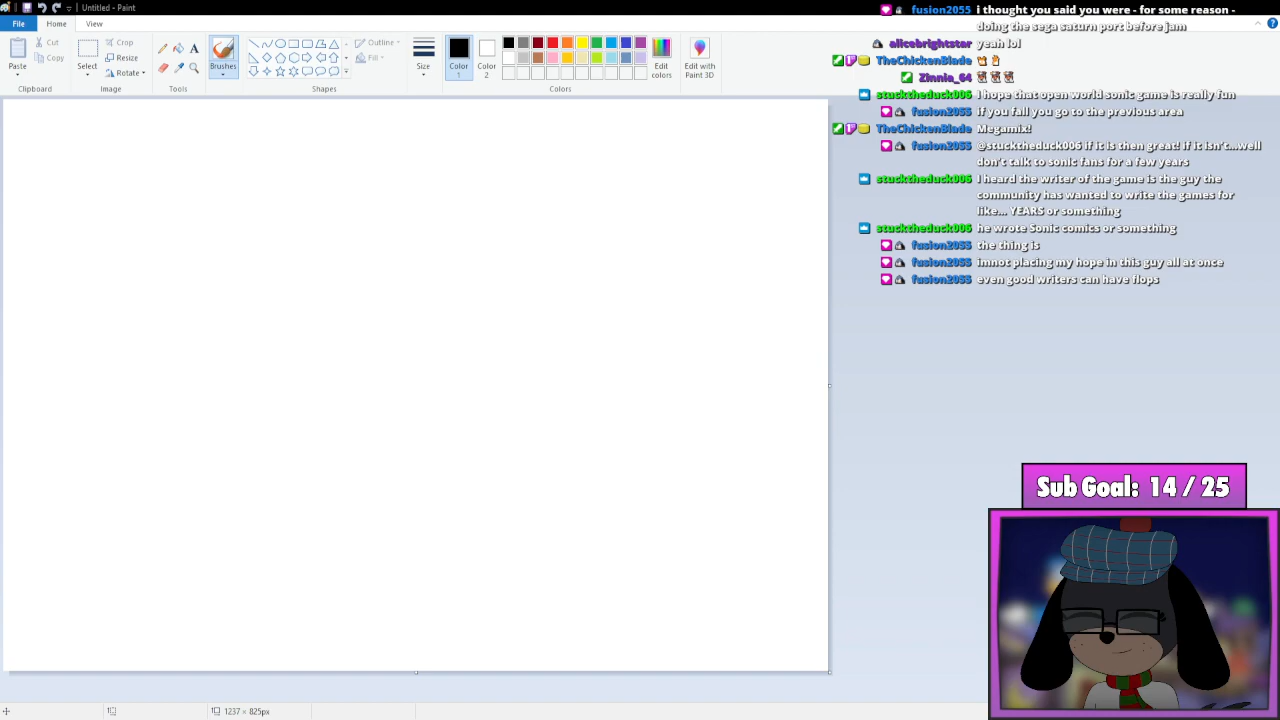 Untitled - Paint
File
Home
View
Paste
Cut
Copy
Clipboard
Select
Crop
Resize
Rotate
Image
A
Tools
Brushes
Shapes
Outline
Fill
Size
Color 1
Color 2
Edit colors
Colors
Edit with Paint 3D
fusion2055 i thought you said you were - for some reason -
doing the sega saturn port before jam
alicebrightstar yeah lol
TheChickenBlade
Zinnia_64
stucktheduck006 I hope that open world sonic game is really fun
fusion2055 if you fall you go to the previous area
TheChickenBlade Megamix!
fusion2055 @stucktheduck006 if it is then great! if it isn't...well
don't talk to sonic fans for a few years
stucktheduck006 I heard the writer of the game is the guy the
community has wanted to write the games for
like... YEARS or something
stucktheduck006 he wrote Sonic comics or something
fusion2055 the thing is
fusion2055 imnot placing my hope in this guy all at once
fusion2055 even good writers can have flops
Sub Goal: 14 / 25
1237 × 825px